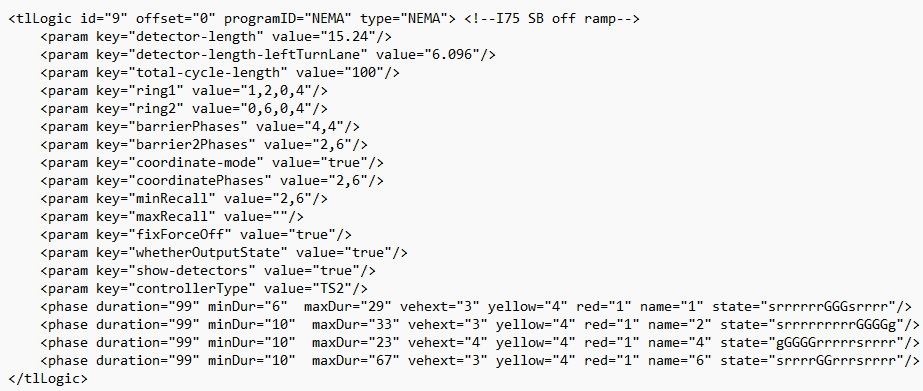 <tlLogic id="9" offset="0" programID="NEMA" type="NEMA"> <!--I75 SB off ramp-->
    <param key="detector-length" value="15.24"/>
    <param key="detector-length-leftTurnLane" value="6.096"/>
    <param key="total-cycle-length" value="100"/>
    <param key="ring1" value="1,2,0,4"/>
    <param key="ring2" value="0,6,0,4"/>
    <param key="barrierPhases" value="4,4"/>
    <param key="barrier2Phases" value="2,6"/>
    <param key="coordinate-mode" value="true"/>
    <param key="coordinatePhases" value="2,6"/>
    <param key="minRecall" value="2,6"/>
    <param key="maxRecall" value=""/>
    <param key="fixForceOff" value="true"/>
    <param key="whetherOutputState" value="true"/>
    <param key="show-detectors" value="true"/>
    <param key="controllerType" value="TS2"/>
    <phase duration="99" minDur="6"  maxDur="29" vehext="3" yellow="4" red="1" name="1" state="srrrrrrGGGsrrrr"/>
    <phase duration="99" minDur="10"  maxDur="33" vehext="3" yellow="4" red="1" name="2" state="srrrrrrrrrGGGGg"/>
    <phase duration="99" minDur="10"  maxDur="23" vehext="4" yellow="4" red="1" name="4" state="gGGGGrrrrrsrrrr"/>
    <phase duration="99" minDur="10"  maxDur="67" vehext="3" yellow="4" red="1" name="6" state="srrrrGGrrrsrrrr"/>
</tlLogic>